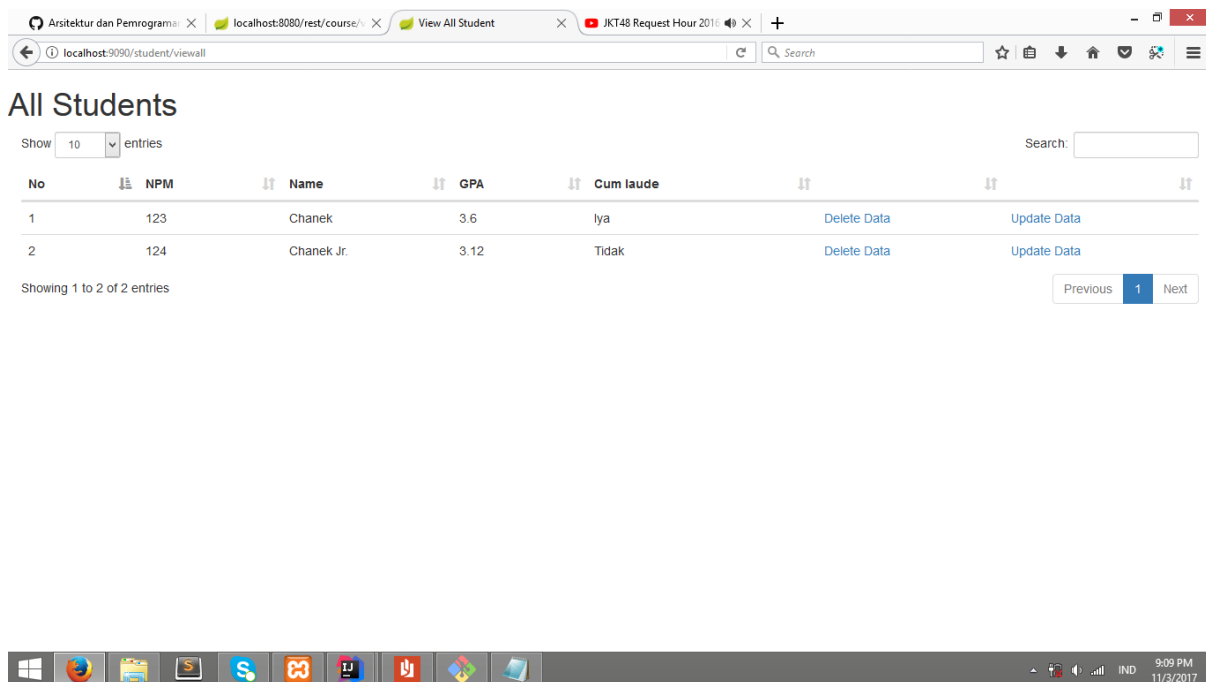 Arsitektur dan Pemrograma localhost:8080/rest/course/v View All Student JKT48 Request Hour 2016
localhost:9090/student/viewall Search
All Students
Show 10 entries Search:
No NPM Name GPA Cum laude
1 123 Chanek 3.6 Iya Delete Data Update Data
2 124 Chanek Jr. 3.12 Tidak Delete Data Update Data
Showing 1 to 2 of 2 entries Previous 1 Next
IND 9:09 PM
11/3/2017